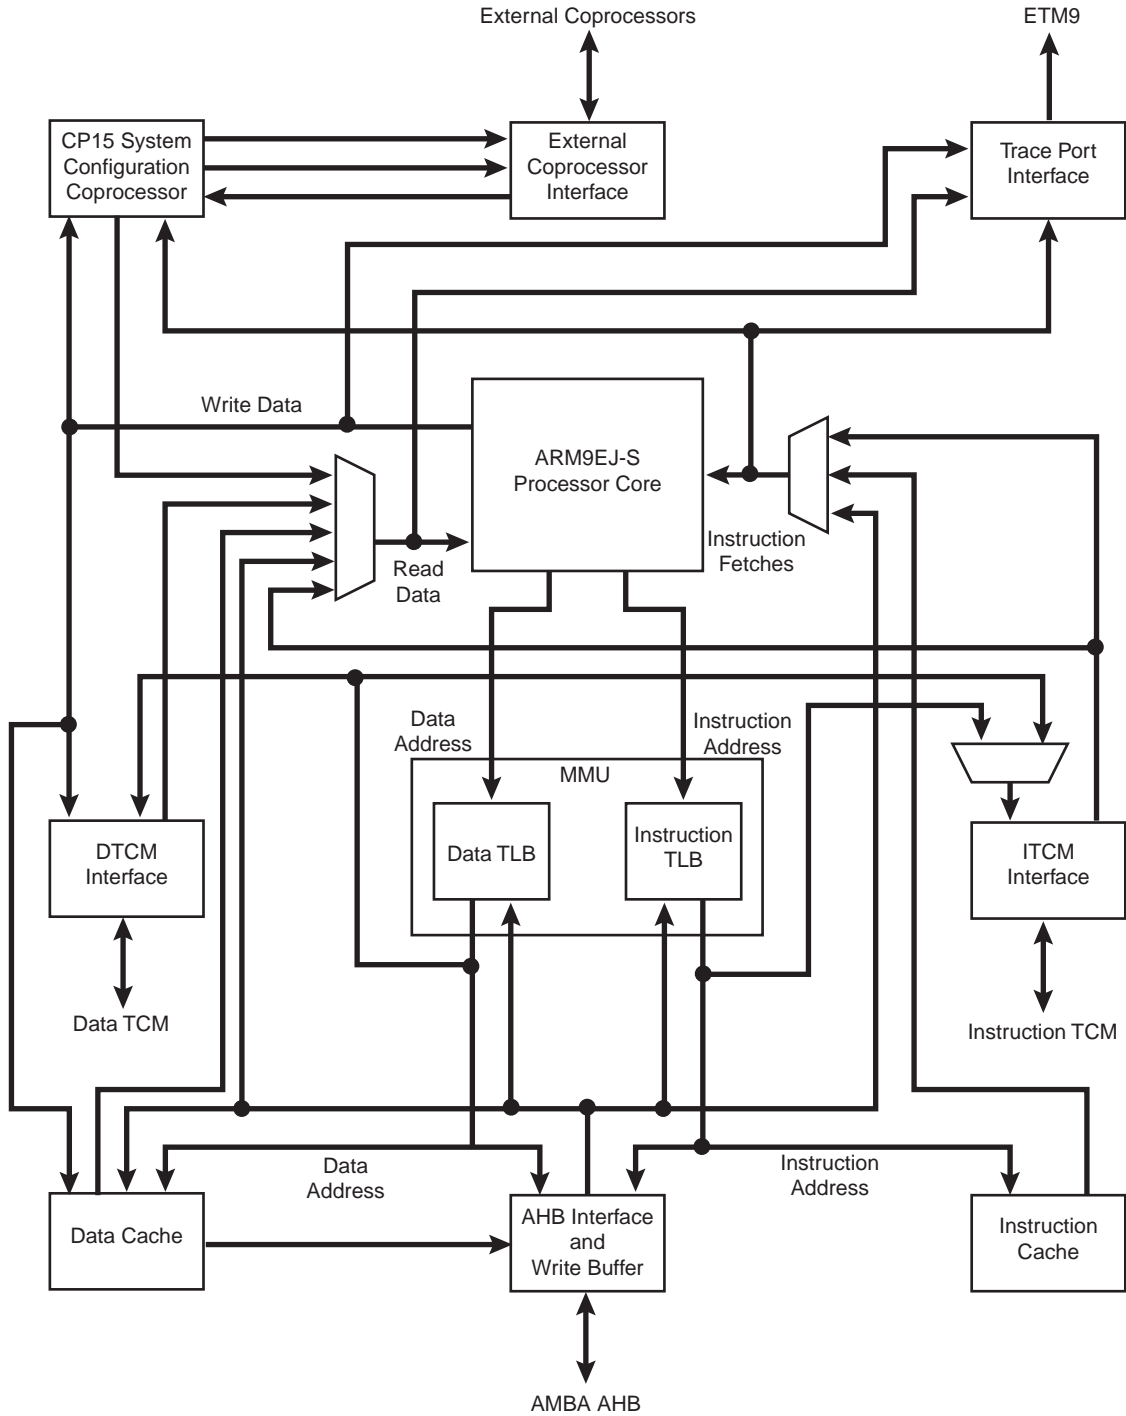 External Coprocessors
ETM9
CP15 System
Configuration
Coprocessor
External
Coprocessor
Interface
Trace Port
Interface
Write Data
ARM9EJ-S
Processor Core
Instruction
Fetches
Read
Data
Data
Address
Instruction
Address
MMU
DTCM
Interface
Data TLB
Instruction
TLB
ITCM
Interface
Data TCM
Instruction TCM
Data
Address
Instruction
Address
Data Cache
AHB Interface
and
Write Buffer
Instruction
Cache
AMBA AHB